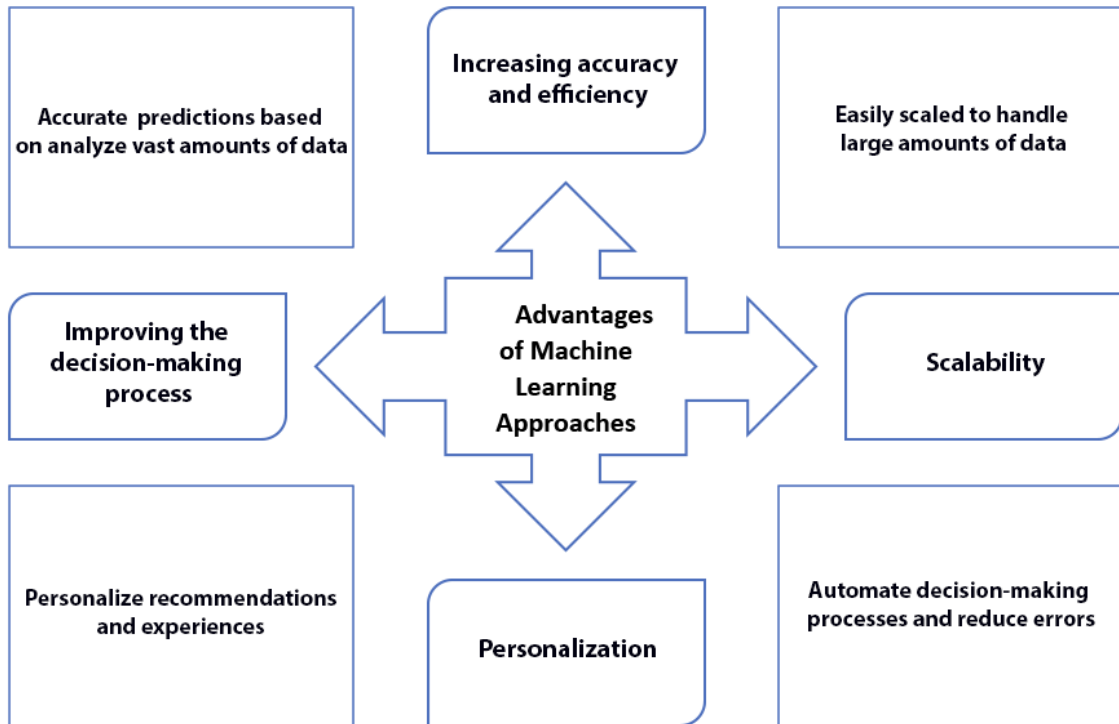 Increasing accuracy
and efficiency
Accurate predictions based
on analyze vast amounts of data
Easily scaled to handle
large amounts of data
Advantages
of Machine
Learning
Approaches
Improving the
decision-making
process
Scalability
Personalize recommendations
and experiences
Personalization
Automate decision-making
processes and reduce errors